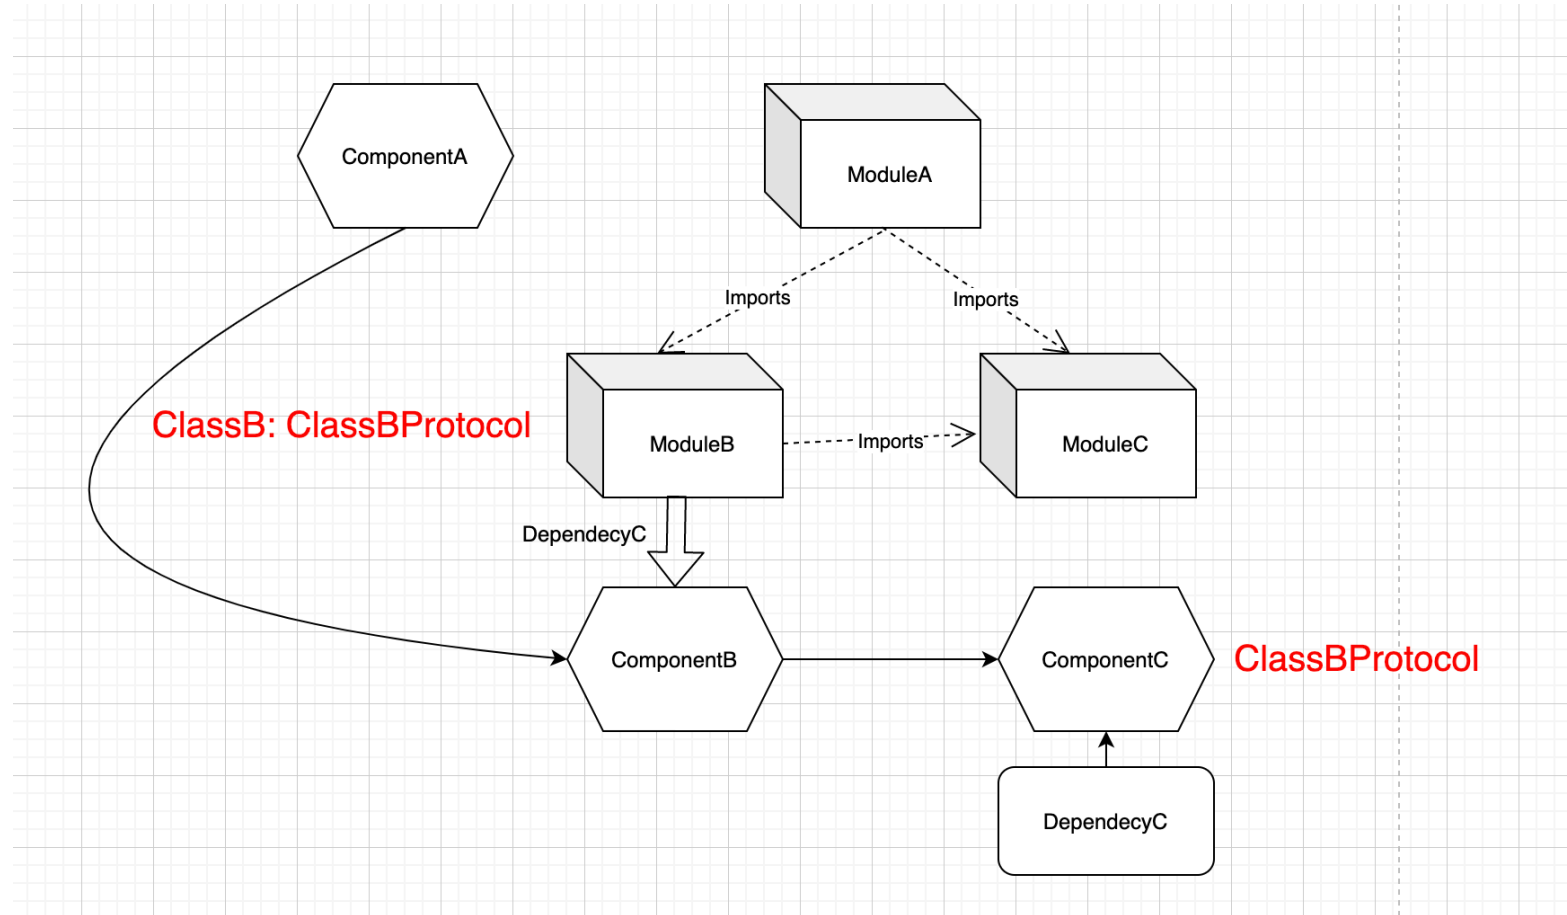 ComponentA
ModuleA
Imports
Imports
ClassB: ClassBProtocol
ModuleB
Imports
ModuleC
DependecyC
ComponentB
ComponentC
ClassBProtocol
DependecyC